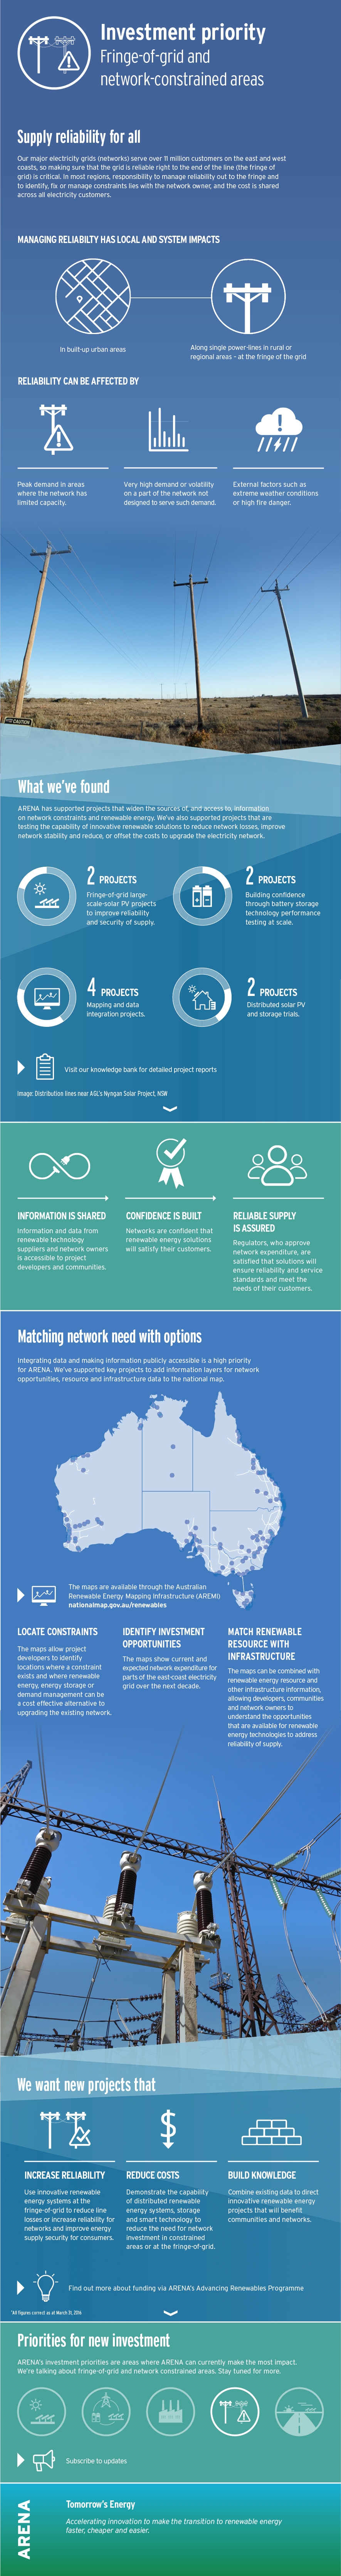 Investment priority
Fringe-of-grid and
network-constrained areas
Supply reliability for all
Our major electricity grids (networks) serve over 11 million customers on the east and west
coasts, so making sure that the grid is reliable right to the end of the line (the fringe of
grid) is critical. In most regions, responsibility to manage reliability out to the fringe and
to identify, fix or manage constraints lies with the network owner, and the cost is shared
across all electricity customers.
MANAGING RELIABILTY HAS LOCAL AND SYSTEM IMPACTS
In built-up urban areas
Along single power-lines in rural or
regional areas – at the fringe of the grid
RELIABILITY CAN BE AFFECTED BY
Peak demand in areas
where the network has
limited capacity.
Very high demand or volatility
on a part of the network not
designed to serve such demand.
External factors such as
extreme weather conditions
or high fire danger.
CAUTION
What we've found
ARENA has supported projects that widen the sources of, and access to, information
on network constraints and renewable energy. We've also supported projects that are
testing the capability of innovative renewable solutions to reduce network losses, improve
network stability and reduce, or offset the costs to upgrade the electricity network.
2 PROJECTS
Fringe-of-grid large-
scale-solar PV projects
to improve reliability
and security of supply.
2 PROJECTS
Building confidence
through battery storage
technology performance
testing at scale.
4 PROJECTS
Mapping and data
integration projects.
2 PROJECTS
Distributed solar PV
and storage trials.
Visit our knowledge bank for detailed project reports
Image: Distribution lines near AGL's Nyngan Solar Project, NSW
INFORMATION IS SHARED
Information and data from
renewable technology
suppliers and network owners
is accessible to project
developers and communities.
CONFIDENCE IS BUILT
Networks are confident that
renewable energy solutions
will satisfy their customers.
RELIABLE SUPPLY
IS ASSURED
Regulators, who approve
network expenditure, are
satisfied that solutions will
ensure reliability and service
standards and meet the
needs of their customers.
Matching network need with options
Integrating data and making information publicly accessible is a high priority
for ARENA. We've supported key projects to add information layers for network
opportunities, resource and infrastructure data to the national map.
The maps are available through the Australian
Renewable Energy Mapping Infrastructure (AREMI)
nationalmap.gov.au/renewables
LOCATE CONSTRAINTS
The maps allow project
developers to identify
locations where a constraint
exists and where renewable
energy, energy storage or
demand management can be
a cost effective alternative to
upgrading the existing network.
IDENTIFY INVESTMENT
OPPORTUNITIES
The maps show current and
expected network expenditure for
parts of the east-coast electricity
grid over the next decade.
MATCH RENEWABLE
RESOURCE WITH
INFRASTRUCTURE
The maps can be combined with
renewable energy resource and
other infrastructure information,
allowing developers, communities
and network owners to
understand the opportunities
that are available for renewable
energy technologies to address
reliability of supply.
We want new projects that
INCREASE RELIABILITY
Use innovative renewable
energy systems at the
fringe-of-grid to reduce line
losses or increase reliability for
networks and improve energy
supply security for consumers.
REDUCE COSTS
Demonstrate the capability
of distributed renewable
energy systems, storage
and smart technology to
reduce the need for network
investment in constrained
areas or at the fringe-of-grid.
BUILD KNOWLEDGE
Combine existing data to direct
innovative renewable energy
projects that will benefit
communities and networks.
Find out more about funding via ARENA's Advancing Renewables Programme
*All figures correct as at March 31, 2016
Priorities for new investment
ARENA's investment priorities are areas where ARENA can currently make the most impact.
We're talking about fringe-of-grid and network constrained areas. Stay tuned for more.
Subscribe to updates
ARENA
Tomorrow's Energy
Accelerating innovation to make the transition to renewable energy
faster, cheaper and easier.